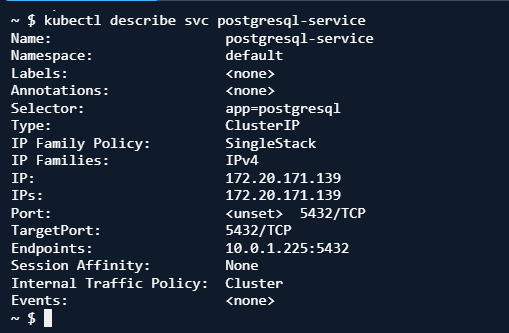 ~ $ kubectl describe svc postgresql-service
Name:                     postgresql-service
Namespace:                default
Labels:                   <none>
Annotations:              <none>
Selector:                 app=postgresql
Type:                     ClusterIP
IP Family Policy:         SingleStack
IP Families:              IPv4
IP:                       172.20.171.139
IPs:                      172.20.171.139
Port:                     <unset>  5432/TCP
TargetPort:               5432/TCP
Endpoints:                10.0.1.225:5432
Session Affinity:         None
Internal Traffic Policy:  Cluster
Events:                   <none>
~ $